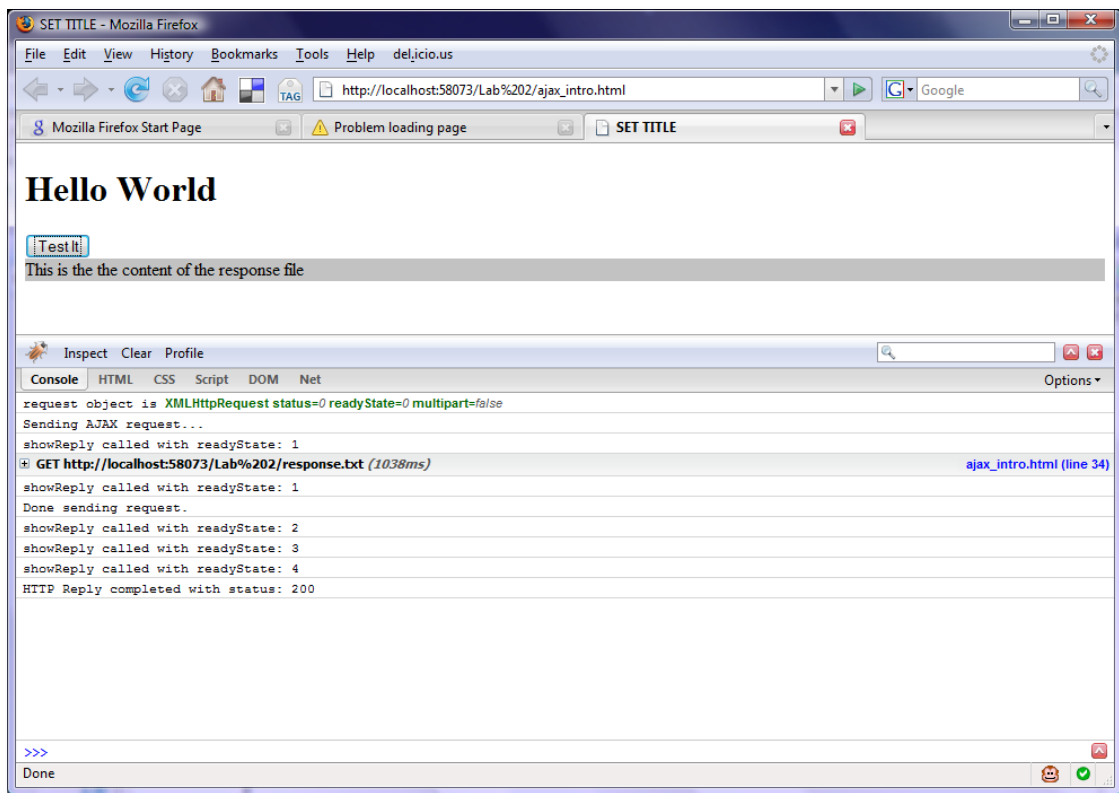 SET TITLE - Mozilla Firefox
File Edit View History Bookmarks Tools Help del.icio.us
TAG http://localhost:58073/Lab%202/ajax_intro.html G Google
Mozilla Firefox Start Page Problem loading page SET TITLE
Hello World
Test It
This is the the content of the response file
Inspect Clear Profile
Console HTML CSS Script DOM Net Options
request object is XMLHttpRequest status=0 readyState=0 multipart=false
Sending AJAX request...
showReply called with readyState: 1
GET http://localhost:58073/Lab%202/response.txt (1038ms) ajax_intro.html (line 34)
showReply called with readyState: 1
Done sending request.
showReply called with readyState: 2
showReply called with readyState: 3
showReply called with readyState: 4
HTTP Reply completed with status: 200
>>>
Done